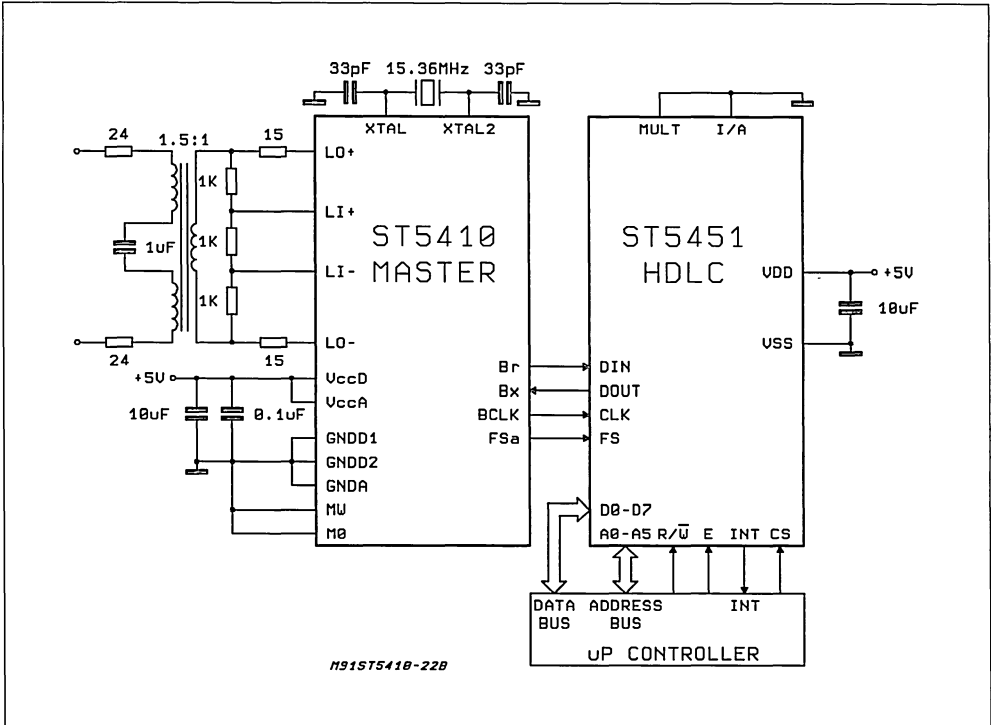 33pF 15.36MHz 33pF
XTAL XTAL2
MULT I/A
24
1.5:1
15
LO+
1K
LI+
1uF
1K
LI-
1K
LO-
24
15
ST5410
MASTER
ST5451
HDLC
VDD
+5V
10uF
VSS
+5V
VccD
VccA
10uF
0.1uF
GNDD1
GNDD2
GNDA
MW
M0
Br
Bx
BCLK
FSa
DIN
DOUT
CLK
FS
D0-D7
A0-A5 R/W̅ E INT CS
DATA
BUS
ADDRESS
BUS
INT
uP CONTROLLER
M91ST5410-22B